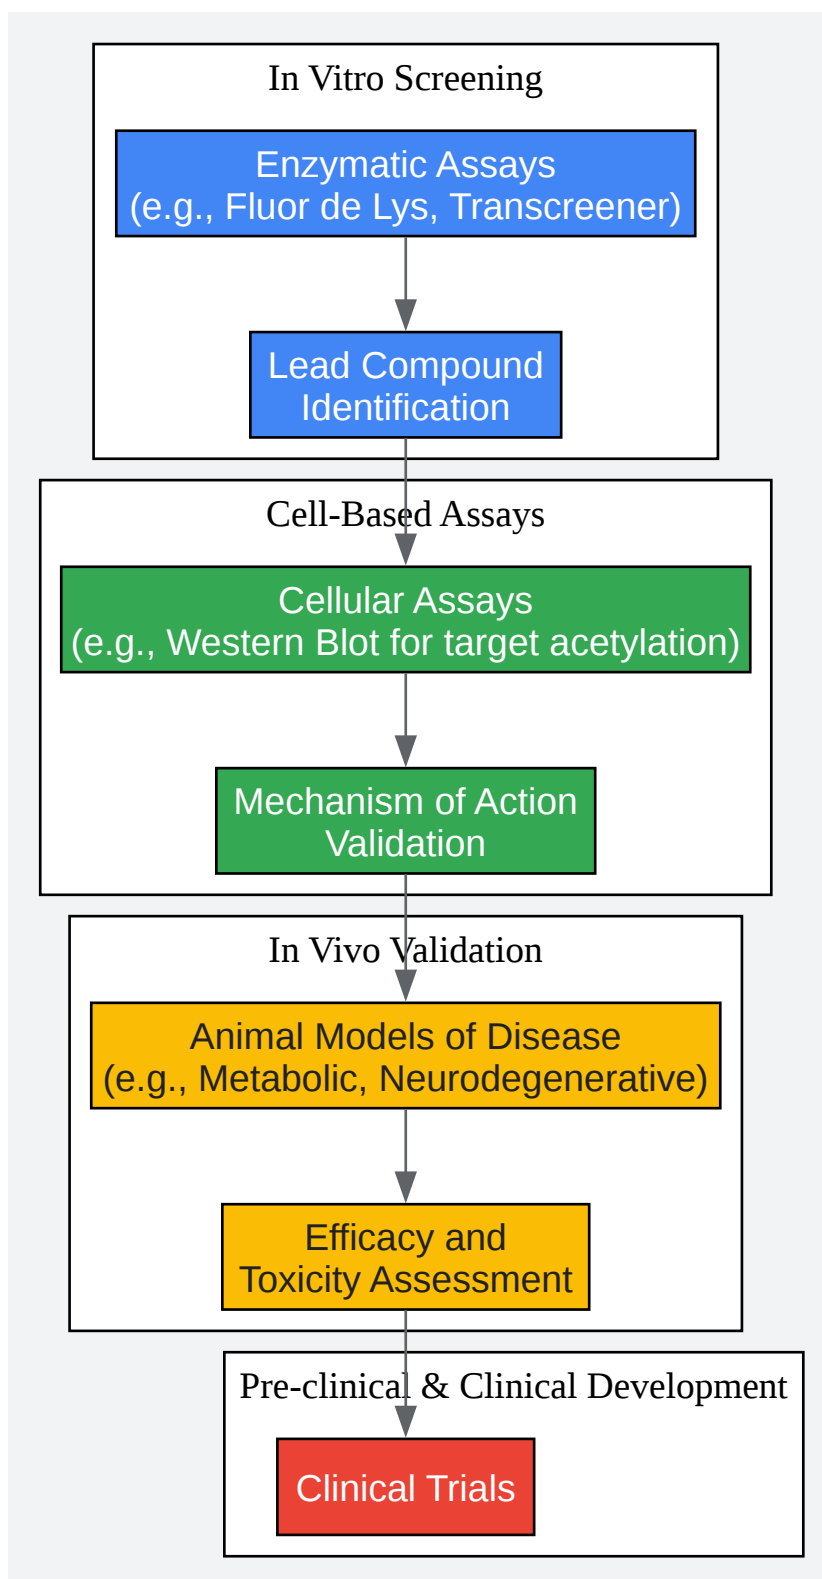 In Vitro Screening
Enzymatic Assays
(e.g., Fluor de Lys, Transcreener)
Lead Compound
Identification
Cell-Based Assays
Cellular Assays
(e.g., Western Blot for target acetylation)
Mechanism of Action
Validation
In Vivo Validation
Animal Models of Disease
(e.g., Metabolic, Neurodegenerative)
Efficacy and
Toxicity Assessment
Pre-clinical & Clinical Development
Clinical Trials